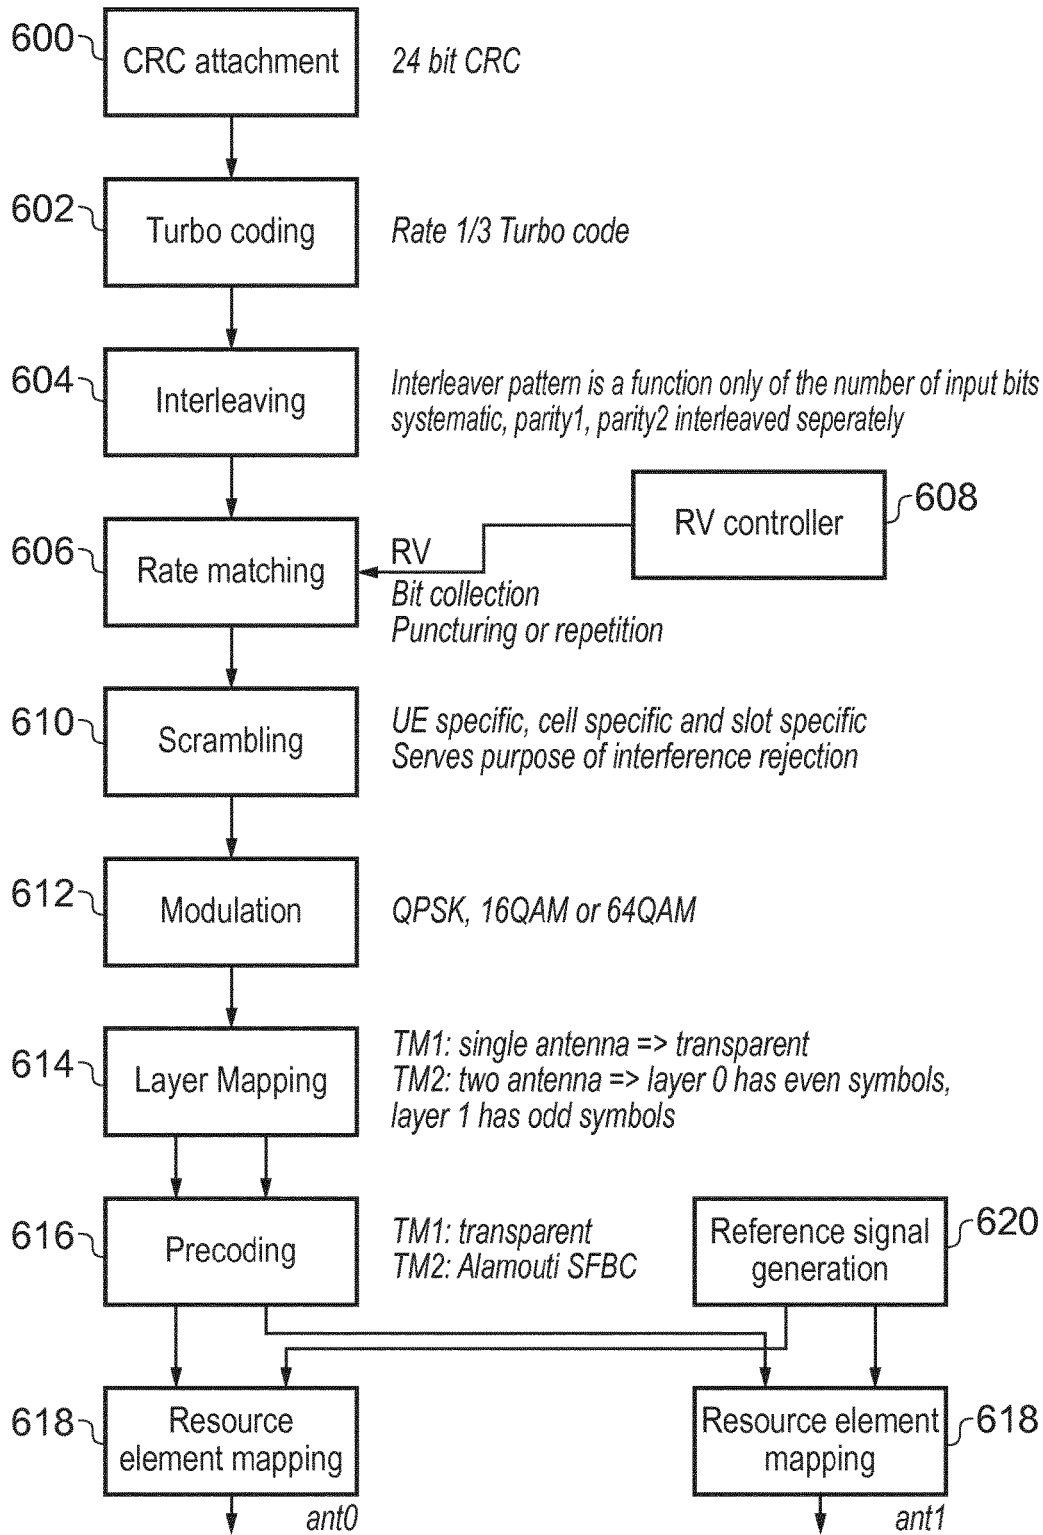 600
CRC attachment
24 bit CRC
602
Turbo coding
Rate 1/3 Turbo code
604
Interleaving
Interleaver pattern is a function only of the number of input bits
systematic, parity1, parity2 interleaved seperately
606
Rate matching
RV
RV controller
608
Bit collection
Puncturing or repetition
610
Scrambling
UE specific, cell specific and slot specific
Serves purpose of interference rejection
612
Modulation
QPSK, 16QAM or 64QAM
614
Layer Mapping
TM1: single antenna => transparent
TM2: two antenna => layer 0 has even symbols,
layer 1 has odd symbols
616
Precoding
TM1: transparent
TM2: Alamouti SFBC
Reference signal
generation
620
618
Resource
element mapping
Resource element
mapping
618
ant0
ant1